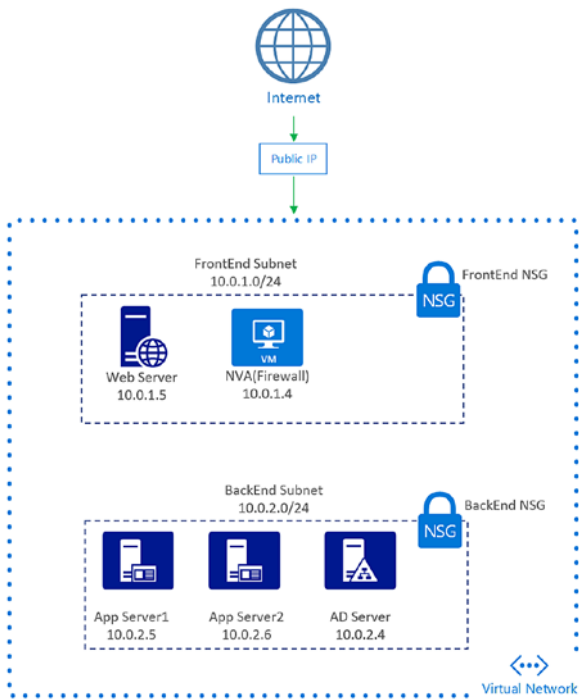 Internet
Public IP
FrontEnd Subnet
10.0.1.0/24
FrontEnd NSG
NSG
VM
Web Server
10.0.1.5
NVA(Firewall)
10.0.1.4
BackEnd Subnet
10.0.2.0/24
BackEnd NSG
NSG
App Server1
10.0.2.5
App Server2
10.0.2.6
AD Server
10.0.2.4
Virtual Network